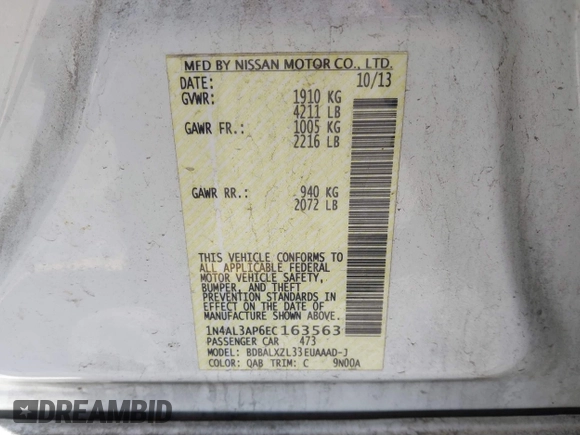 MFD BY NISSAN MOTOR CO., LTD.
DATE: 10/13
GVWR: 1910 KG
4211 LB
GAWR FR.: 1005 KG
2216 LB
GAWR RR.: 940 KG
2072 LB
THIS VEHICLE CONFORMS TO
ALL APPLICABLE FEDERAL
MOTOR VEHICLE SAFETY,
BUMPER, AND THEFT
PREVENTION STANDARDS IN
EFFECT ON THE DATE OF
MANUFACTURE SHOWN ABOVE.
1N4AL3AP6EC163563
PASSENGER CAR 473
MODEL: BDBALXZL33EUAAAD-J
COLOR: QAB TRIM: C 9N00A
DREAMBID